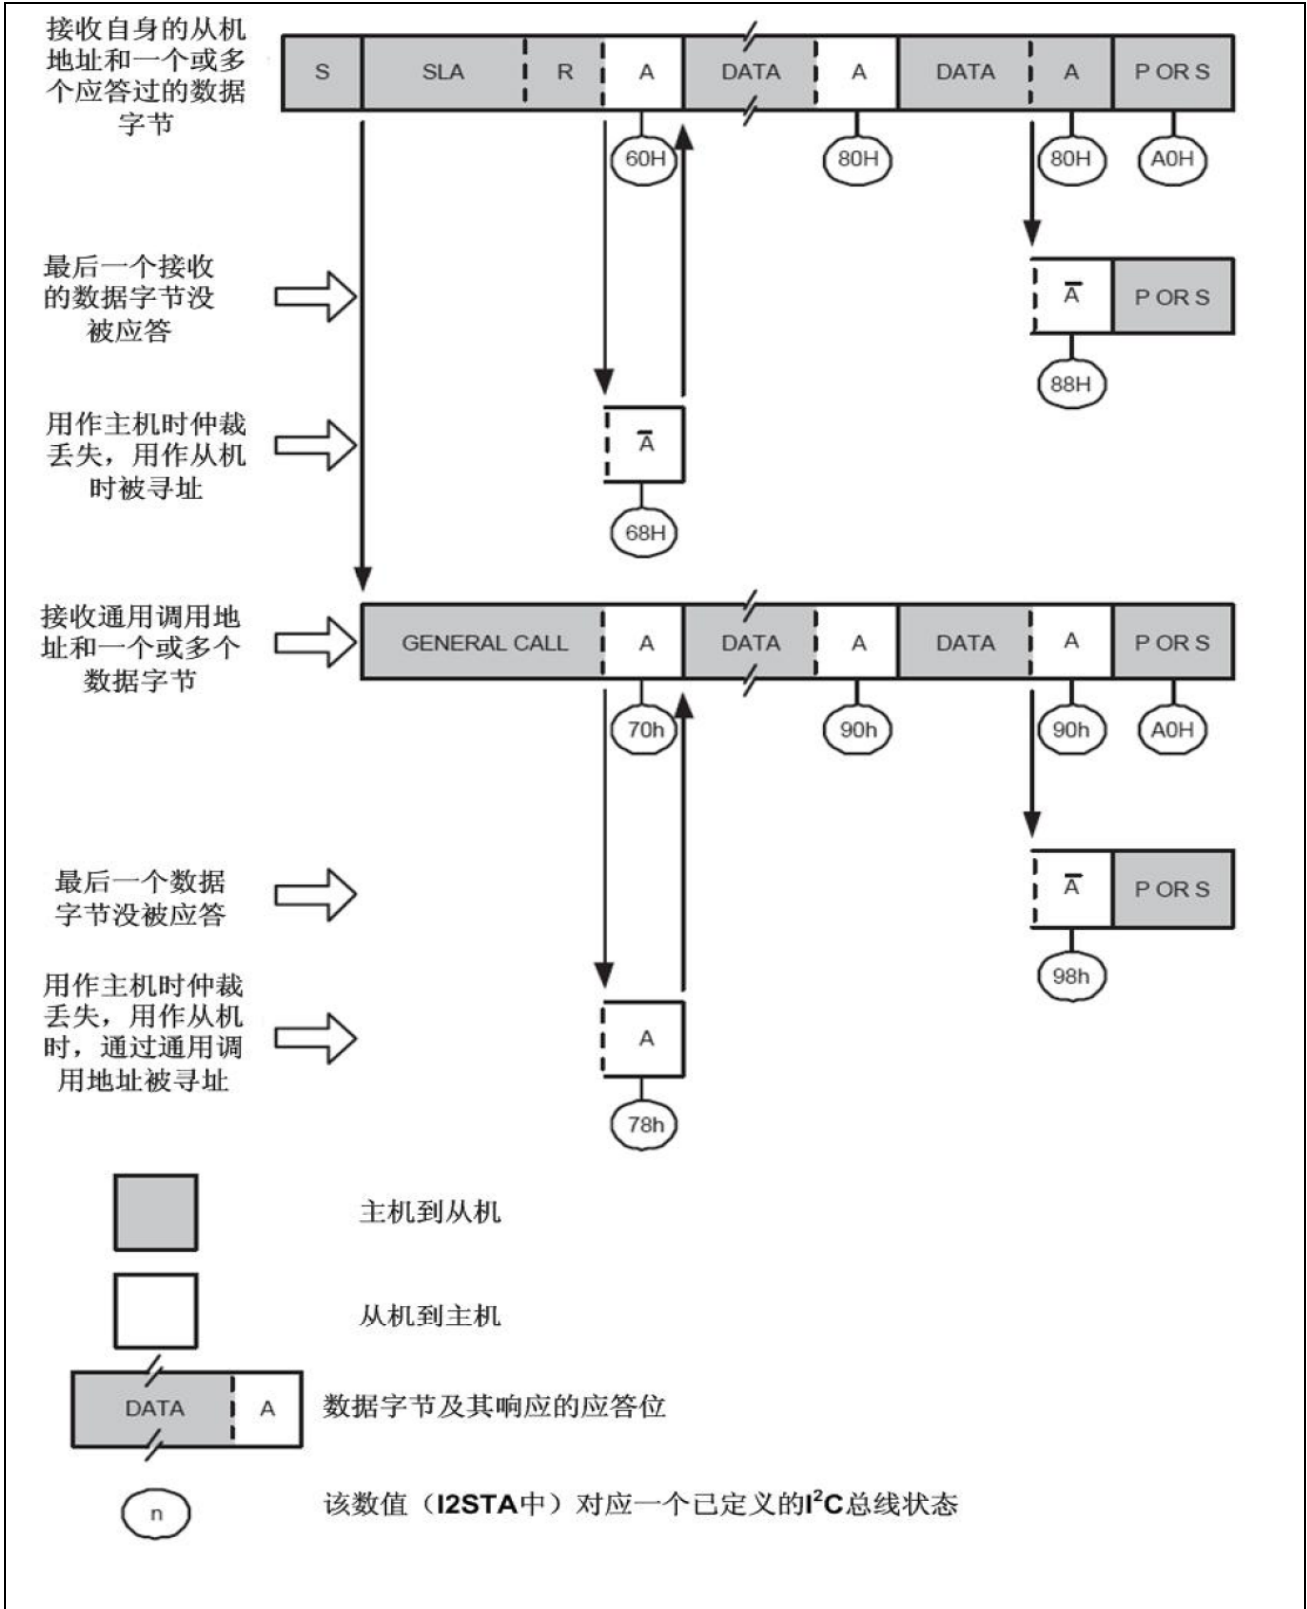 接收自身的从机
地址和一个或多
个应答过的数据
字节
S SLA R A DATA A DATA A P OR S
60H 80H 80H A0H
最后一个接收
的数据字节没
被应答
A̅ P OR S
88H
用作主机时仲裁
丢失，用作从机
时被寻址
A̅
68H
接收通用调用地
址和一个或多个
数据字节
GENERAL CALL A DATA A DATA A P OR S
70h 90h 90h A0H
最后一个数据
字节没被应答
A̅ P OR S
98h
用作主机时仲裁
丢失，用作从机
时，通过通用调
用地址被寻址
A
78h
主机到从机
从机到主机
DATA A 数据字节及其响应的应答位
n 该数值（I2STA中）对应一个已定义的I²C总线状态